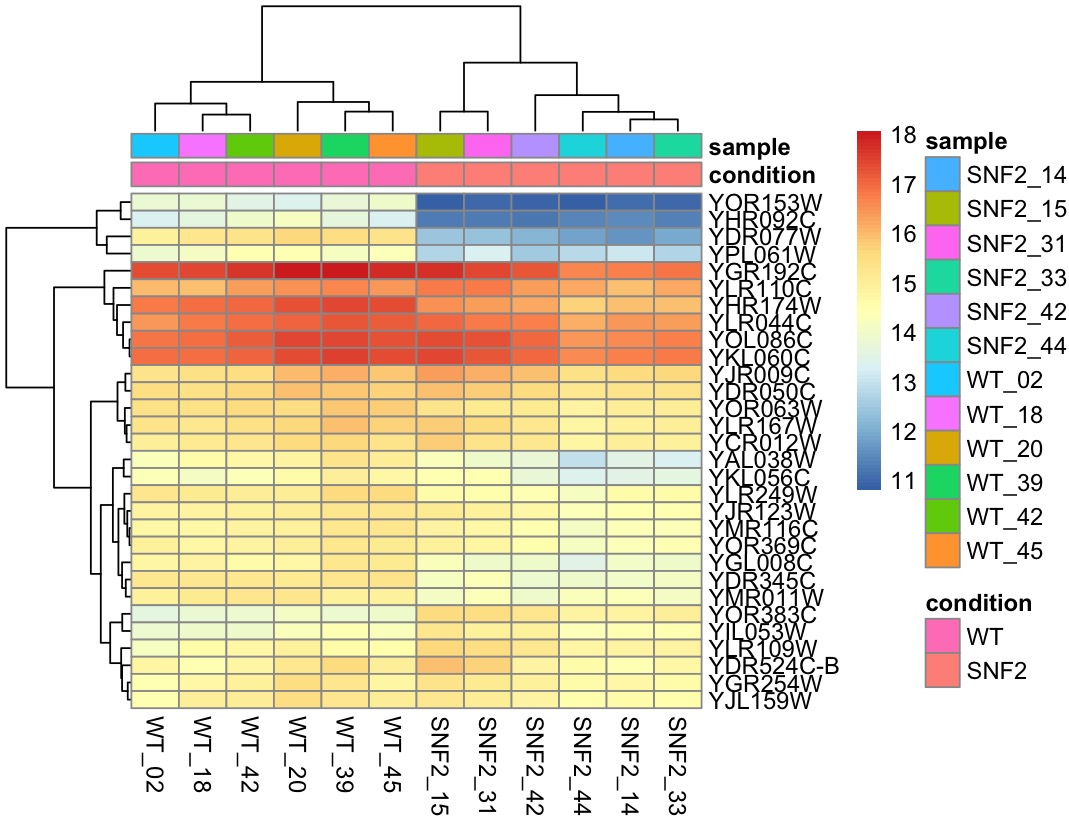 sample
condition
YOR153W
YHR092C
YDR077W
YPL061W
YGR192C
YLR110C
YHR174W
YLR044C
YOL086C
YKL060C
YJR009C
YDR050C
YOR063W
YLR167W
YCR012W
YAL038W
YKL056C
YLR249W
YJR123W
YMR116C
YOR369C
YGL008C
YDR345C
YMR011W
YOR383C
YIL053W
YLR109W
YDR524C-B
YGR254W
YJL159W
WT_02
WT_18
WT_42
WT_20
WT_39
WT_45
SNF2_15
SNF2_31
SNF2_42
SNF2_44
SNF2_14
SNF2_33
18
17
16
15
14
13
12
11
sample
SNF2_14
SNF2_15
SNF2_31
SNF2_33
SNF2_42
SNF2_44
WT_02
WT_18
WT_20
WT_39
WT_42
WT_45
condition
WT
SNF2